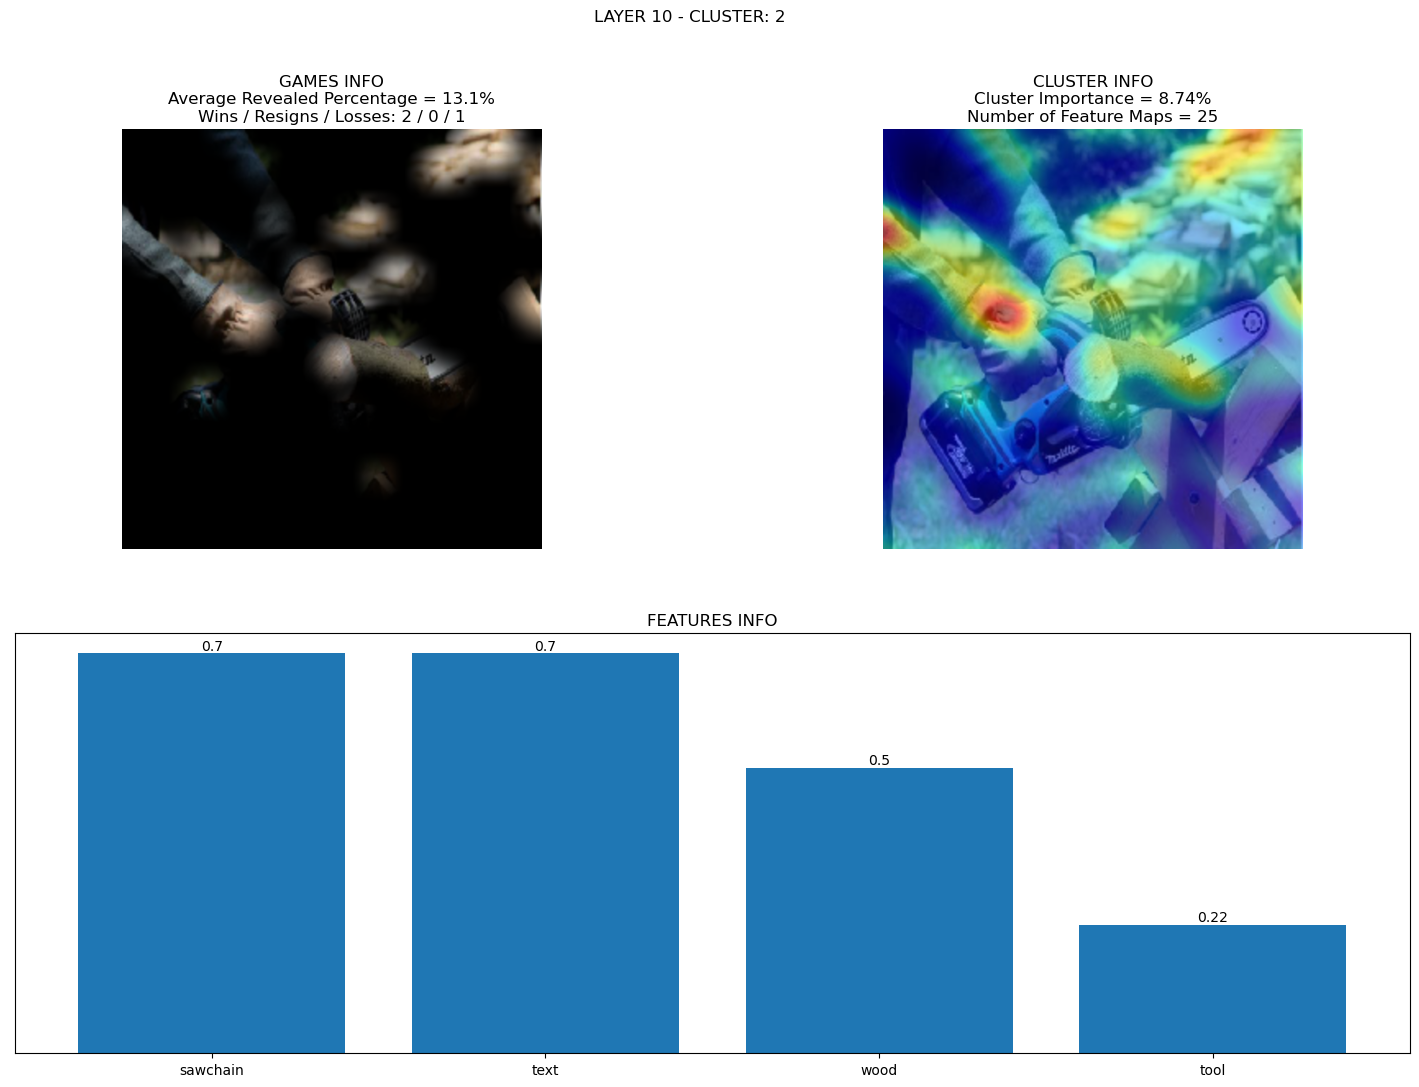 LAYER 10 - CLUSTER: 2
GAMES INFO
Average Revealed Percentage = 13.1%
Wins / Resigns / Losses: 2 / 0 / 1
CLUSTER INFO
Cluster Importance = 8.74%
Number of Feature Maps = 25
FEATURES INFO
0.7
0.7
0.5
0.22
sawchain
text
wood
tool